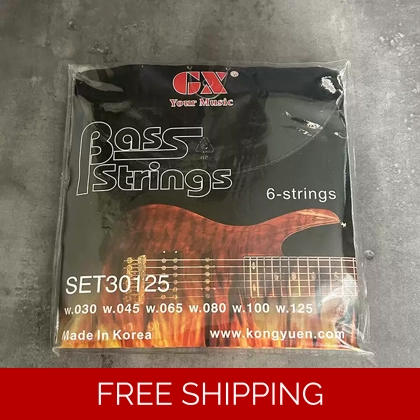 GX®
Your Music
Bass
Strings
6-strings
SET30125
w.030 w.045 w.065 w.080 w.100 w.125
Made In Korea www.kongyuen.com
FREE SHIPPING